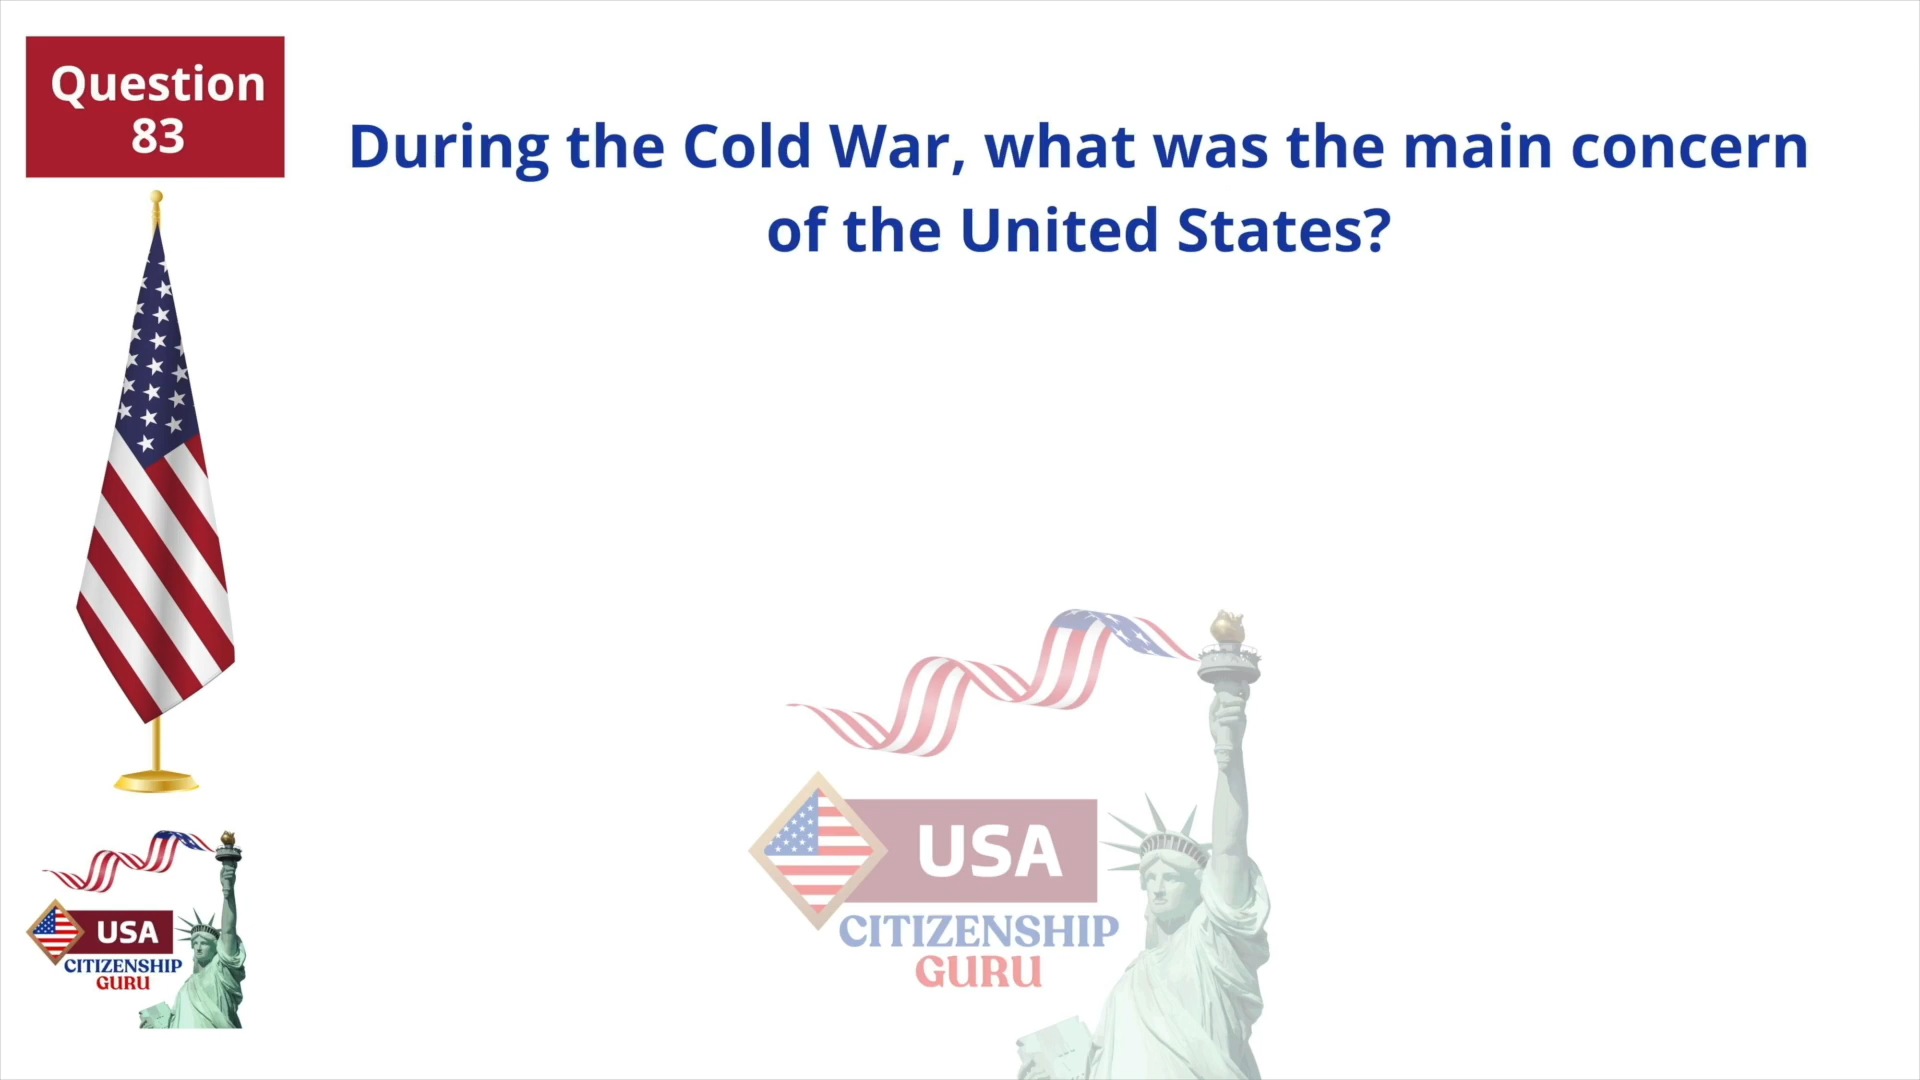 Question
83
During the Cold War, what was the main concern
of the United States?
USA
CITIZENSHIP
GURU
USA
CITIZENSHIP
GURU